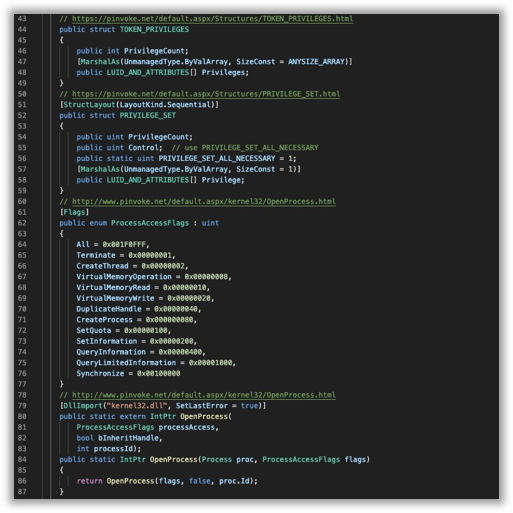 43 // https://pinvoke.net/default.aspx/Structures/TOKEN_PRIVILEGES.html
44 public struct TOKEN_PRIVILEGES
45 {
46 public int PrivilegeCount;
47 [MarshalAs(UnmanagedType.ByValArray, SizeConst = ANYSIZE_ARRAY)]
48 public LUID_AND_ATTRIBUTES[] Privileges;
49 }
50 // https://pinvoke.net/default.aspx/Structures/PRIVILEGE_SET.html
51 [StructLayout(LayoutKind.Sequential)]
52 public struct PRIVILEGE_SET
53 {
54 public uint PrivilegeCount;
55 public uint Control;  // use PRIVILEGE_SET_ALL_NECESSARY
56 public static uint PRIVILEGE_SET_ALL_NECESSARY = 1;
57 [MarshalAs(UnmanagedType.ByValArray, SizeConst = 1)]
58 public LUID_AND_ATTRIBUTES[] Privilege;
59 }
60 // http://www.pinvoke.net/default.aspx/kernel32/OpenProcess.html
61 [Flags]
62 public enum ProcessAccessFlags : uint
63 {
64 All = 0x001F0FFF,
65 Terminate = 0x00000001,
66 CreateThread = 0x00000002,
67 VirtualMemoryOperation = 0x00000008,
68 VirtualMemoryRead = 0x00000010,
69 VirtualMemoryWrite = 0x00000020,
70 DuplicateHandle = 0x00000040,
71 CreateProcess = 0x000000080,
72 SetQuota = 0x00000100,
73 SetInformation = 0x00000200,
74 QueryInformation = 0x00000400,
75 QueryLimitedInformation = 0x00001000,
76 Synchronize = 0x00100000
77 }
78 // http://www.pinvoke.net/default.aspx/kernel32/OpenProcess.html
79 [DllImport("kernel32.dll", SetLastError = true)]
80 public static extern IntPtr OpenProcess(
81 ProcessAccessFlags processAccess,
82 bool bInheritHandle,
83 int processId);
84 public static IntPtr OpenProcess(Process proc, ProcessAccessFlags flags)
85 {
86 return OpenProcess(flags, false, proc.Id);
87 }